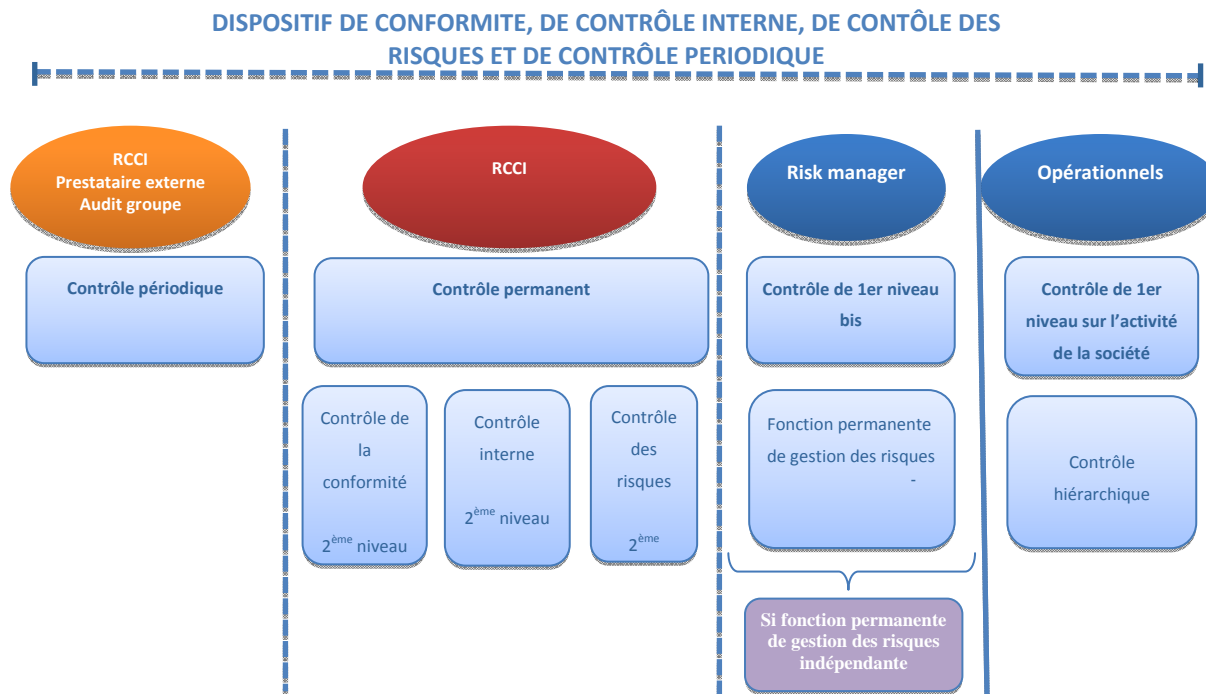 DISPOSITIF DE CONFORMITE, DE CONTRÔLE INTERNE, DE CONTÔLE DES
RISQUES ET DE CONTRÔLE PERIODIQUE
RCCI
Prestataire externe
Audit groupe
Contrôle périodique
RCCI
Contrôle permanent
Contrôle de
la
conformité
2ème niveau
Contrôle
interne
2ème niveau
Contrôle
des
risques
2ème
Risk manager
Contrôle de 1er niveau
bis
Fonction permanente
de gestion des risques
-
Si fonction permanente
de gestion des risques
indépendante
Opérationnels
Contrôle de 1er
niveau sur l’activité
de la société
Contrôle
hiérarchique